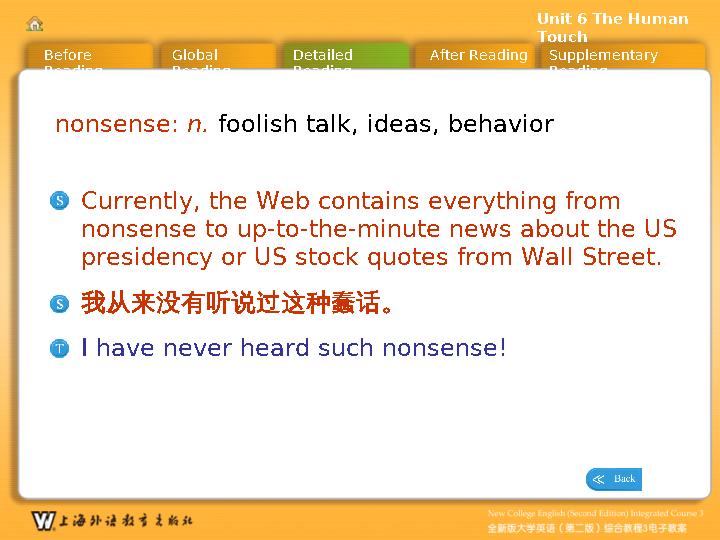 Unit 6 The Human
Touch
Before
Reading
Global
Reading
Detailed
Reading
After Reading
Supplementary
Reading
nonsense: n. foolish talk, ideas, behavior
S Currently, the Web contains everything from
nonsense to up-to-the-minute news about the US
presidency or US stock quotes from Wall Street.
S 我从来没有听说过这种蠢话。
T I have never heard such nonsense!
Back
W 上海外语教育出版社
New College English (Second Edition) Integrated Course 3
全新版大学英语（第二版）综合教程3电子教案